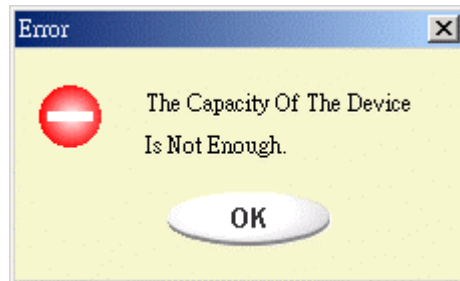 Error
The Capacity Of The Device
Is Not Enough.
OK